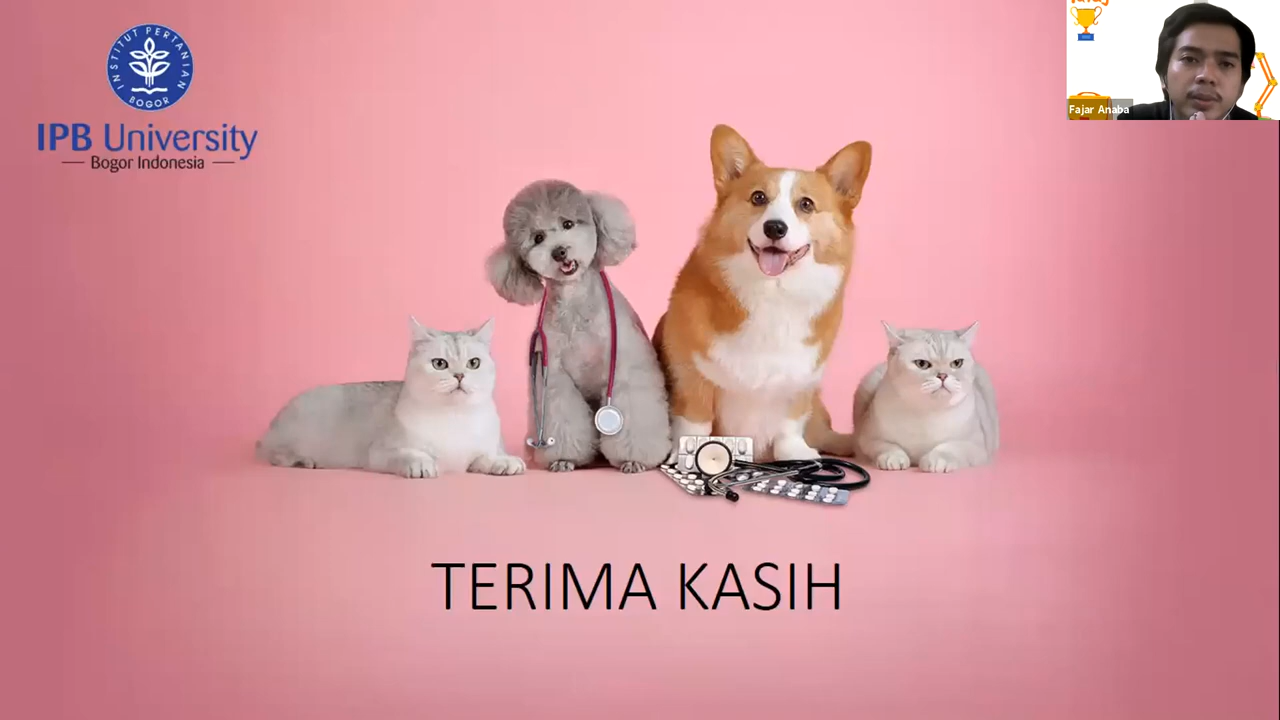 INSTITUT PERTANIAN
BOGOR
IPB University
Bogor Indonesia
Fajar Anaba
TERIMA KASIH